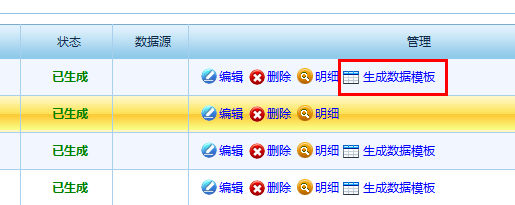 状态 数据源 管理
已生成 编辑 删除 明细 生成数据模板
已生成 编辑 删除 明细
已生成 编辑 删除 明细 生成数据模板
已生成 编辑 删除 明细 生成数据模板